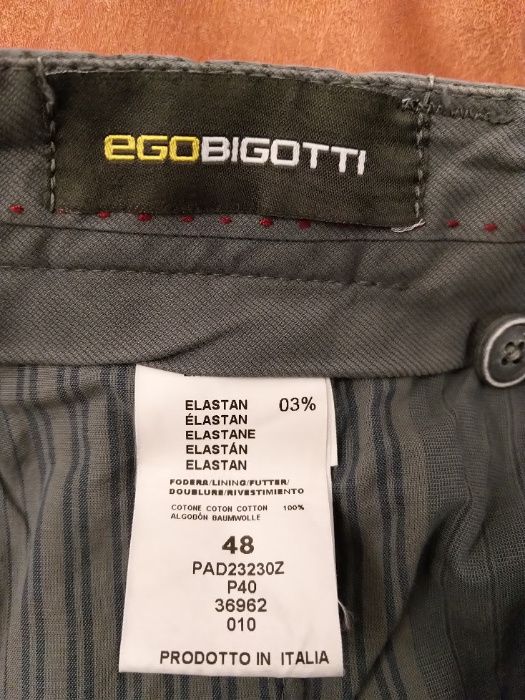 eGOBIGOTTI
ELASTAN 03%
ÉLASTAN
ELASTANE
ELASTÁN
ELASTAN
FODERA/LINING/FUTTER/
DOUBLURE/RIVESTIMIENTO
COTONE COTON COTTON 100%
ALGODÓN BAUMWOLLE
48
PAD23230Z
P40
36962
010
PRODOTTO IN ITALIA